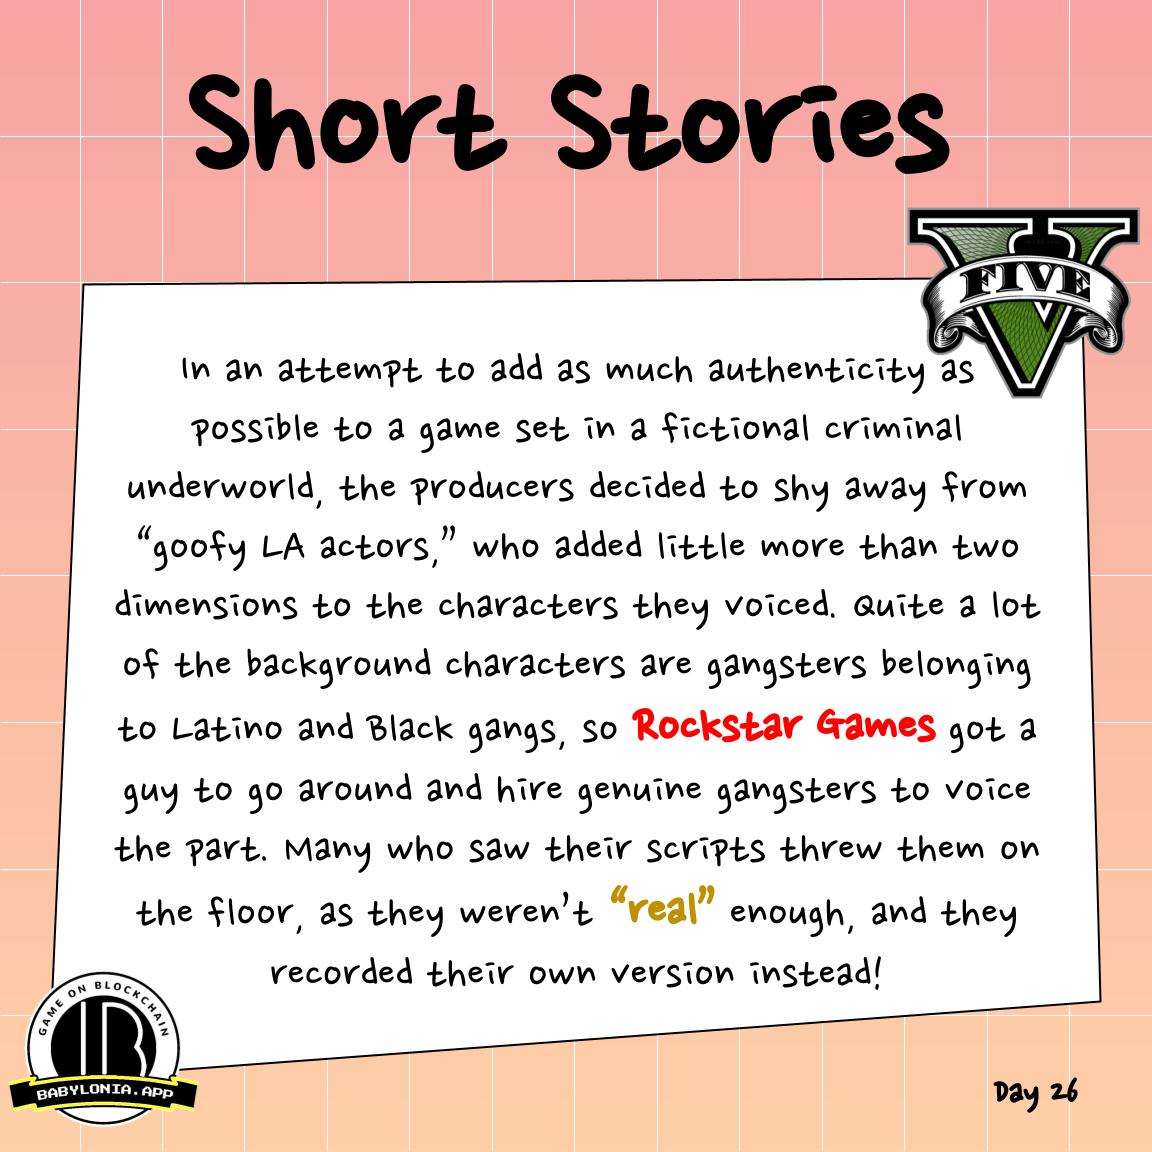 Short Stories
FIVE
In an attempt to add as much authenticity as
possible to a game set in a fictional criminal
underworld, the producers decided to shy away from
“goofy LA actors,” who added little more than two
dimensions to the characters they voiced. Quite a lot
of the background characters are gangsters belonging
to Latino and Black gangs, so Rockstar Games got a
guy to go around and hire genuine gangsters to voice
the part. Many who saw their scripts threw them on
the floor, as they weren’t “real” enough, and they
recorded their own version instead!
GAME ON BLOCKCHAIN
BABYLONIA.APP
Day 26